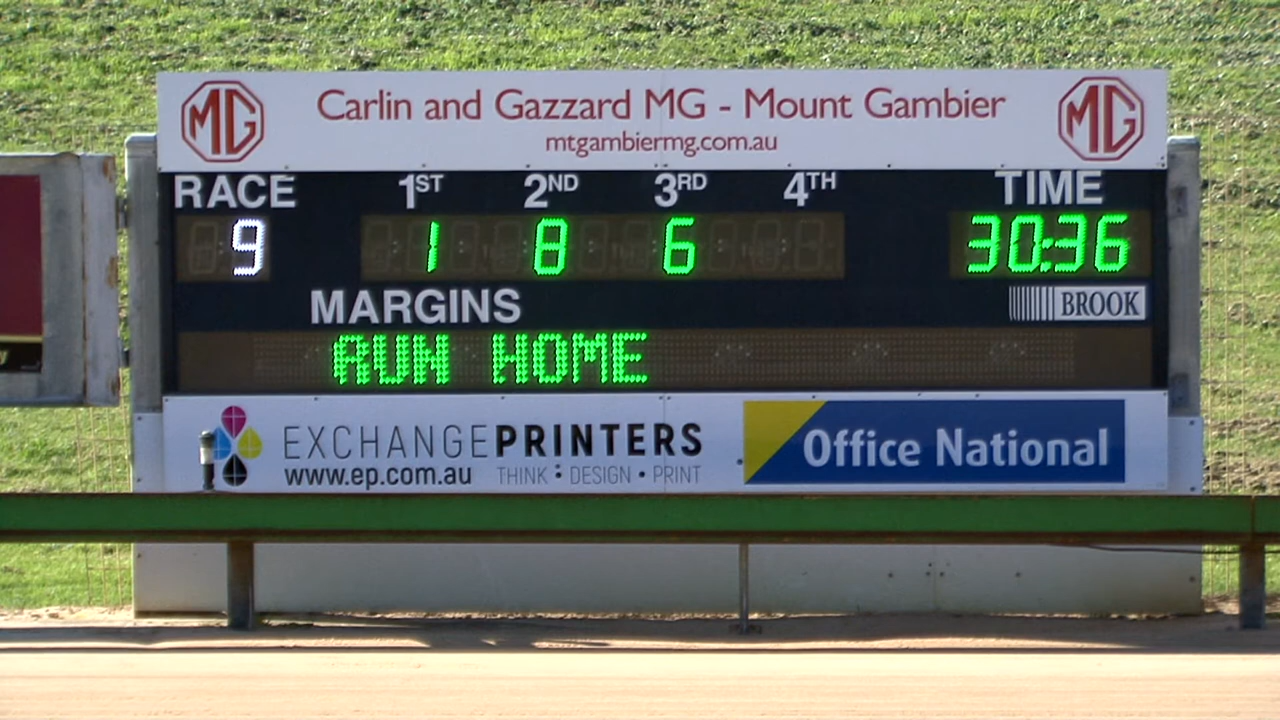 MG Carlin and Gazzard MG - Mount Gambier MG
mtgambiermg.com.au
RACE 1ST 2ND 3RD 4TH TIME
9 1 8 6 30:36
MARGINS BROOK
RUN HOME
EXCHANGEPRINTERS Office National
www.ep.com.au THINK : DESIGN • PRINT